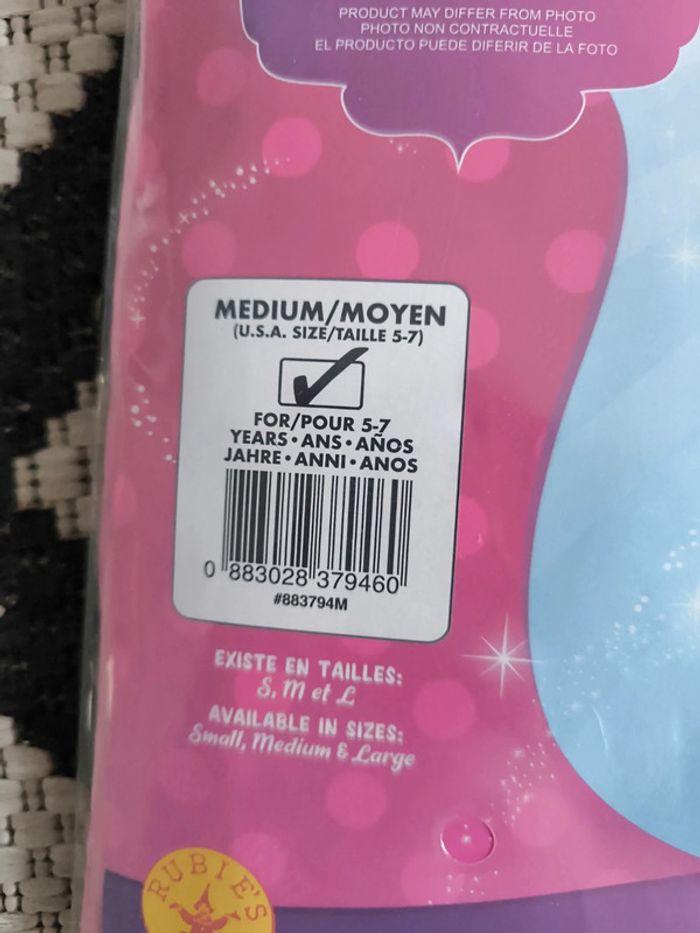 PRODUCT MAY DIFFER FROM PHOTO
PHOTO NON CONTRACTUELLE
EL PRODUCTO PUEDE DIFERIR DE LA FOTO
MEDIUM/MOYEN
(U.S.A. SIZE/TAILLE 5-7)
FOR/POUR 5-7
YEARS • ANS • AÑOS
JAHRE • ANNI • ANOS
0 883028 379460
#883794M
EXISTE EN TAILLES:
S, M et L
AVAILABLE IN SIZES:
Small, Medium & Large
RUBIE'S